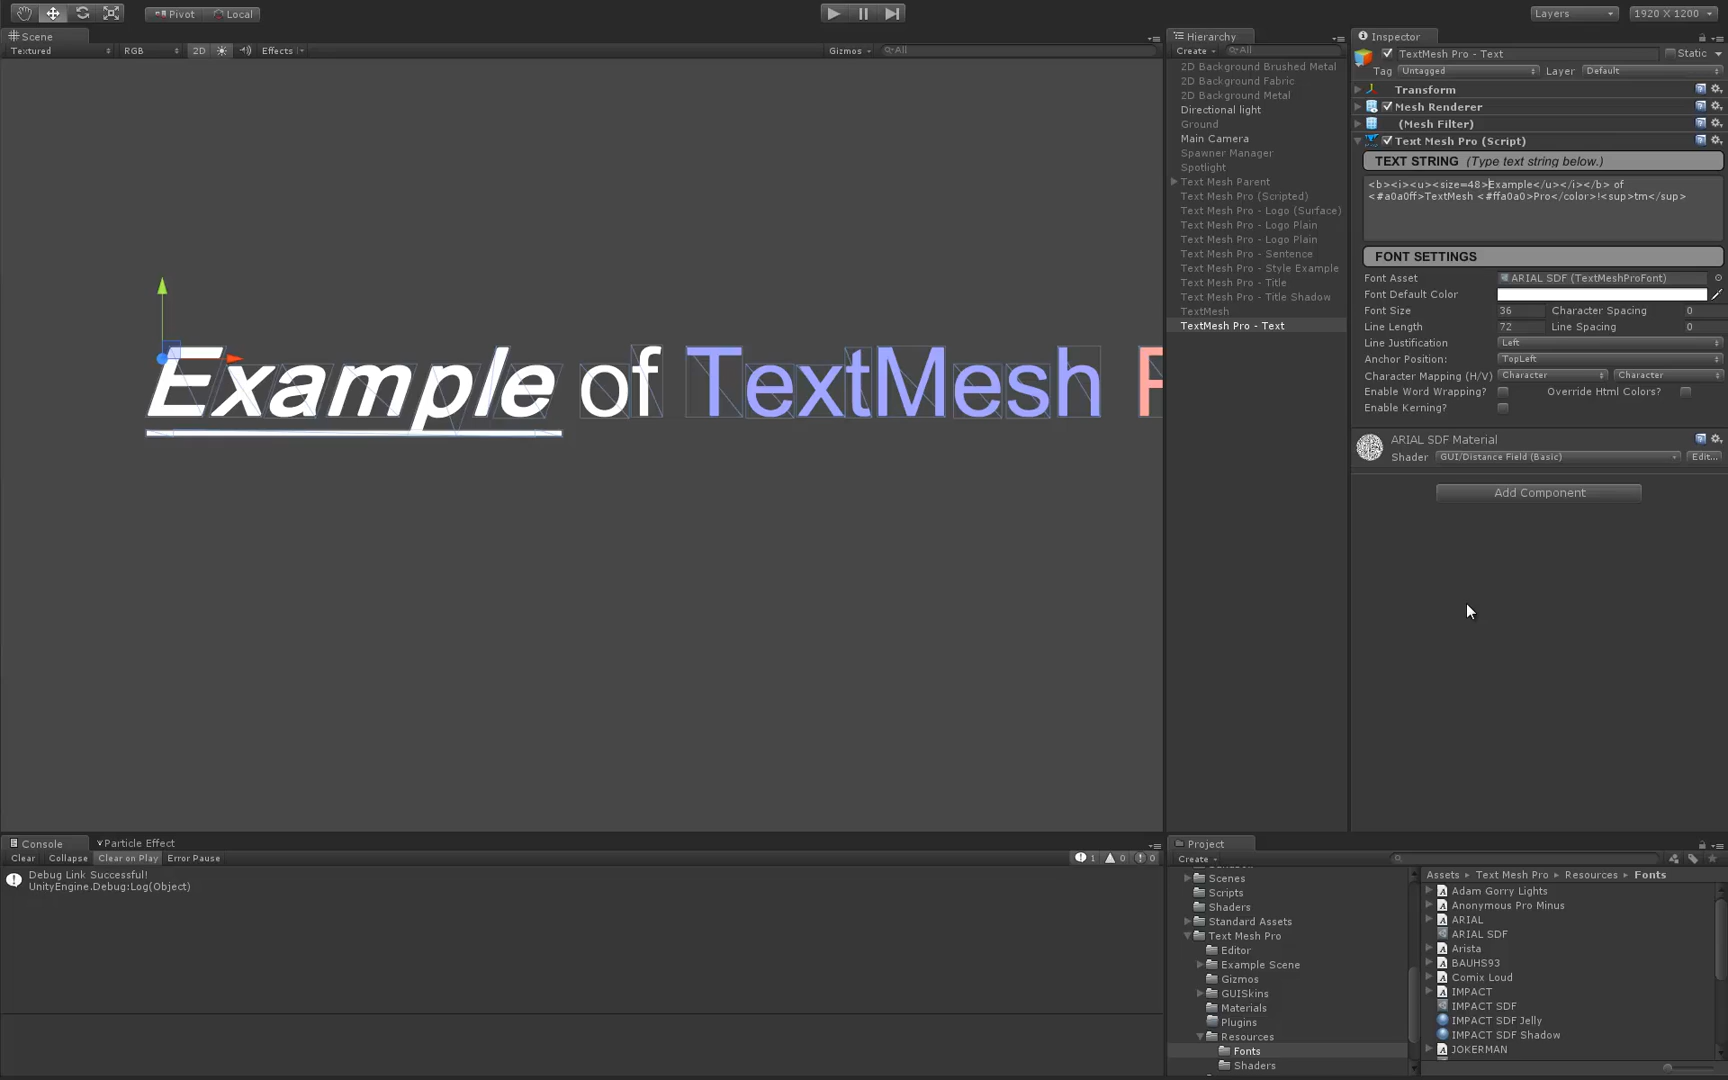 Pivot
Local
Layers
1920 X 1200
Scene
Textured
RGB
2D
Effects
Gizmos
All
Example of TextMesh P
Hierarchy
Create
All
2D Background Brushed Metal
2D Background Fabric
2D Background Metal
Directional light
Ground
Main Camera
Spawner Manager
Spotlight
Text Mesh Parent
Text Mesh Pro (Scripted)
Text Mesh Pro - Logo (Surface)
Text Mesh Pro - Logo Plain
Text Mesh Pro - Logo Plain
Text Mesh Pro - Sentence
Text Mesh Pro - Style Example
Text Mesh Pro - Title
Text Mesh Pro - Title Shadow
TextMesh
TextMesh Pro - Text
Inspector
TextMesh Pro - Text
Static
Tag Untagged Layer Default
Transform
Mesh Renderer
(Mesh Filter)
Text Mesh Pro (Script)
TEXT STRING (Type text string below.)
<b><i><u><size=48>Example</u></i></b> of
<#a0a0ff>TextMesh <#ffa0a0>Pro</color>!<sup>tm</sup>
FONT SETTINGS
Font Asset ARIAL SDF (TextMeshProFont)
Font Default Color
Font Size 36 Character Spacing 0
Line Length 72 Line Spacing 0
Line Justification Left
Anchor Position: TopLeft
Character Mapping (H/V) Character Character
Enable Word Wrapping? Override Html Colors?
Enable Kerning?
ARIAL SDF Material
Shader GUI/Distance Field (Basic) Edit...
Add Component
Console
Particle Effect
Clear Collapse Clear on Play Error Pause
1 0 0
Debug Link Successful!
UnityEngine.Debug:Log(Object)
Project
Create
Scenes
Scripts
Shaders
Standard Assets
Text Mesh Pro
Editor
Example Scene
Gizmos
GUISkins
Materials
Plugins
Resources
Fonts
Shaders
Assets Text Mesh Pro Resources Fonts
Adam Gorry Lights
Anonymous Pro Minus
ARIAL
ARIAL SDF
Arista
BAUHS93
Comix Loud
IMPACT
IMPACT SDF
IMPACT SDF Jelly
IMPACT SDF Shadow
JOKERMAN